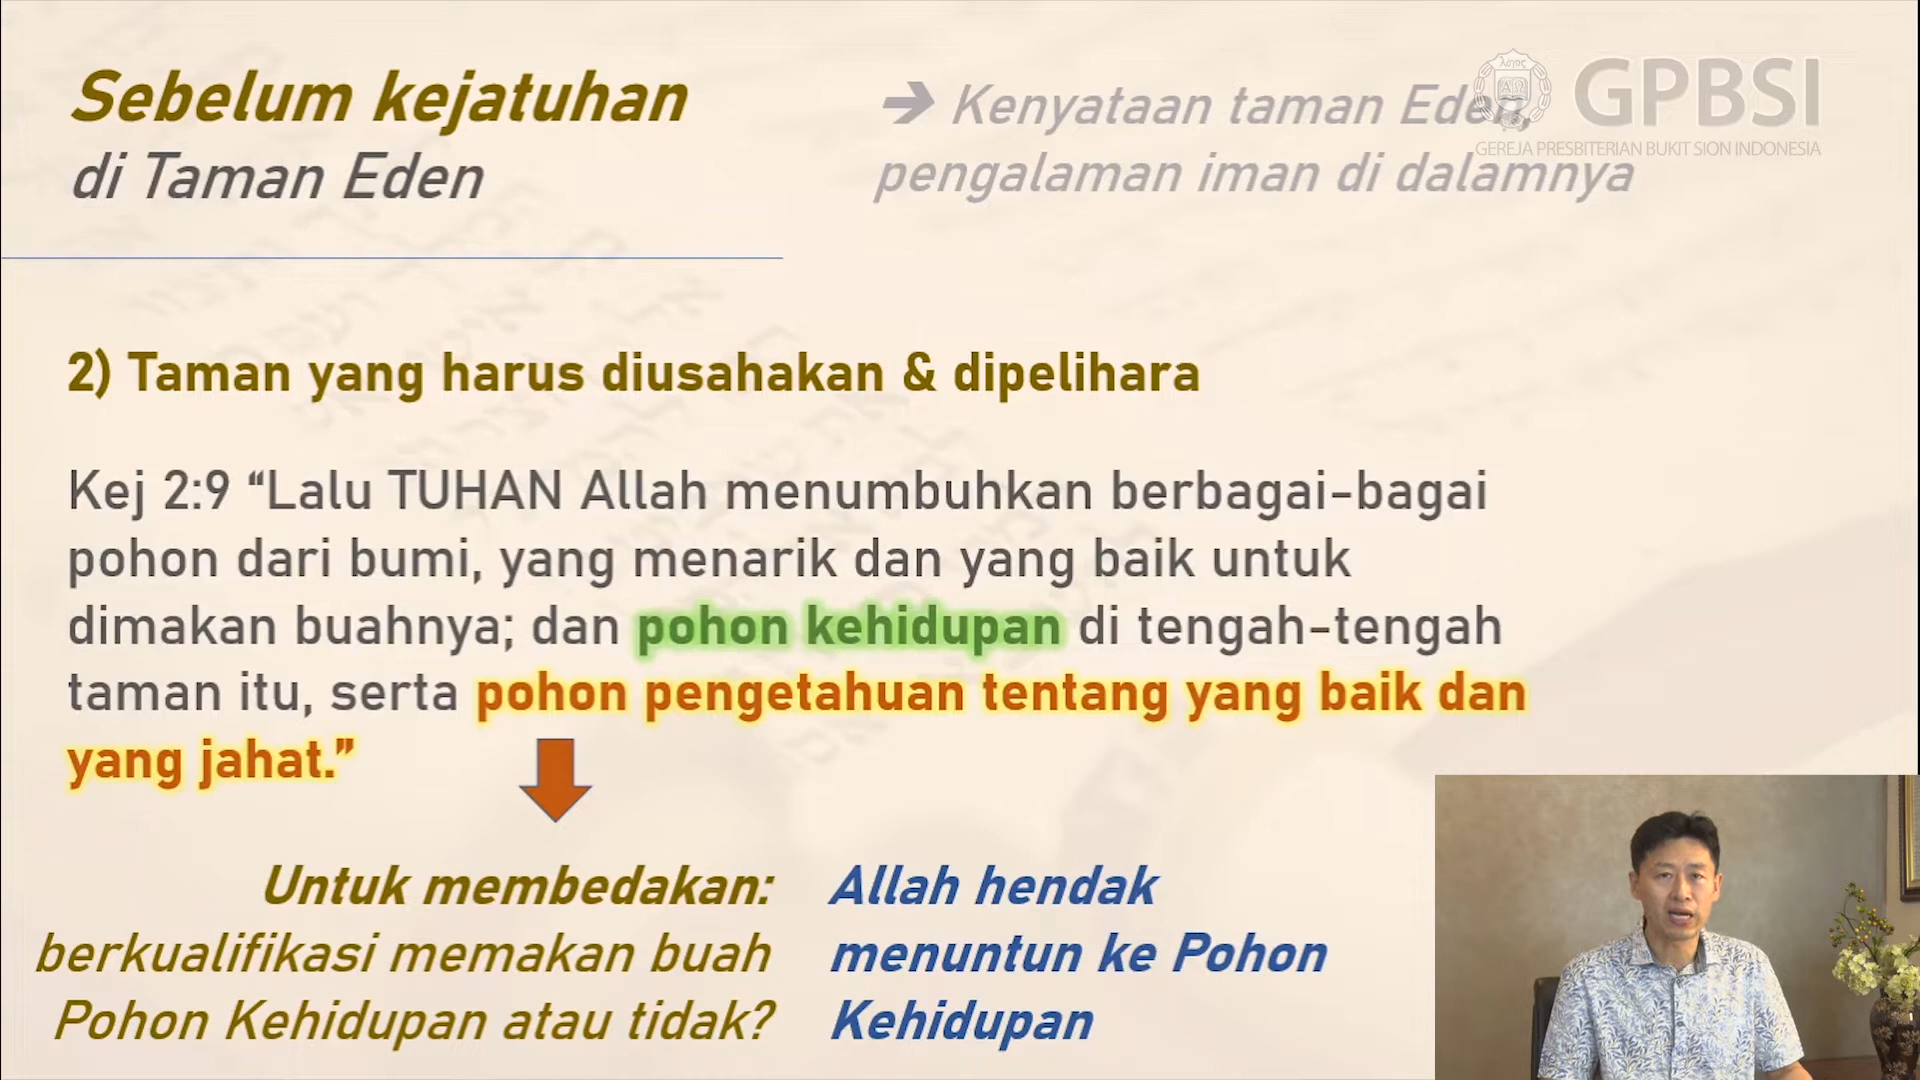 Sebelum kejatuhan
di Taman Eden
➔ Kenyataan taman Eden,
pengalaman iman di dalamnya
λόγος
GPBSI
GEREJA PRESBITERIAN BUKIT SION INDONESIA
2) Taman yang harus diusahakan & dipelihara
Kej 2:9 “Lalu TUHAN Allah menumbuhkan berbagai-bagai
pohon dari bumi, yang menarik dan yang baik untuk
dimakan buahnya; dan pohon kehidupan di tengah-tengah
taman itu, serta pohon pengetahuan tentang yang baik dan
yang jahat.”
Untuk membedakan:
berkualifikasi memakan buah
Pohon Kehidupan atau tidak?
Allah hendak
menuntun ke Pohon
Kehidupan